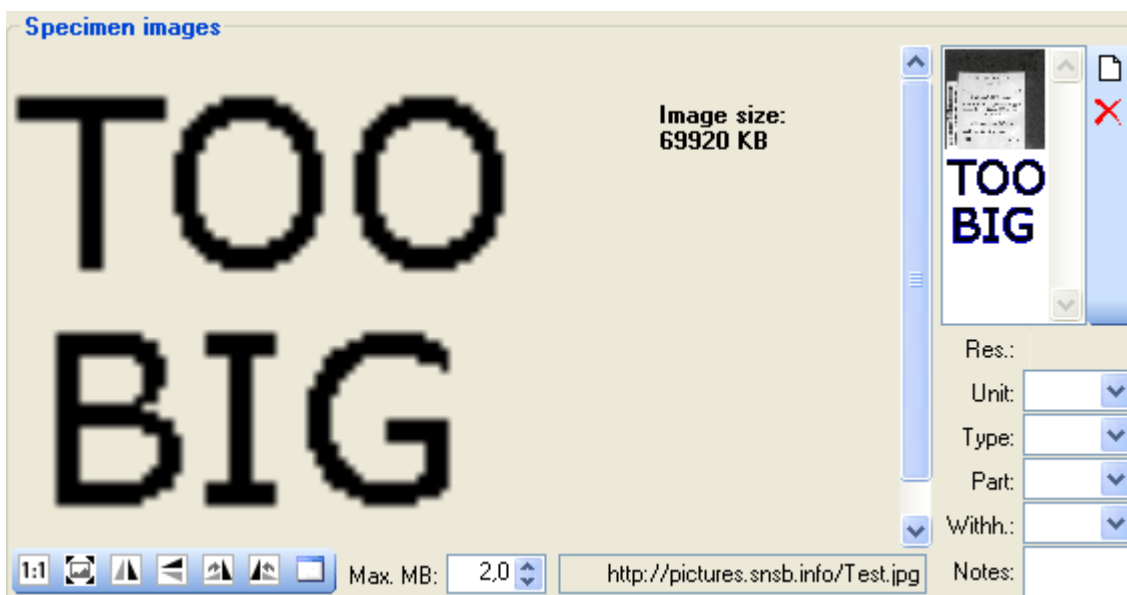 Specimen images
TOO
BIG
Image size:
69920 KB
TOO
BIG
Res.:
Unit:
Type:
Part:
Withh.:
Notes:
1:1
Max. MB:
2,0
http://pictures.snsb.info/Test.jpg